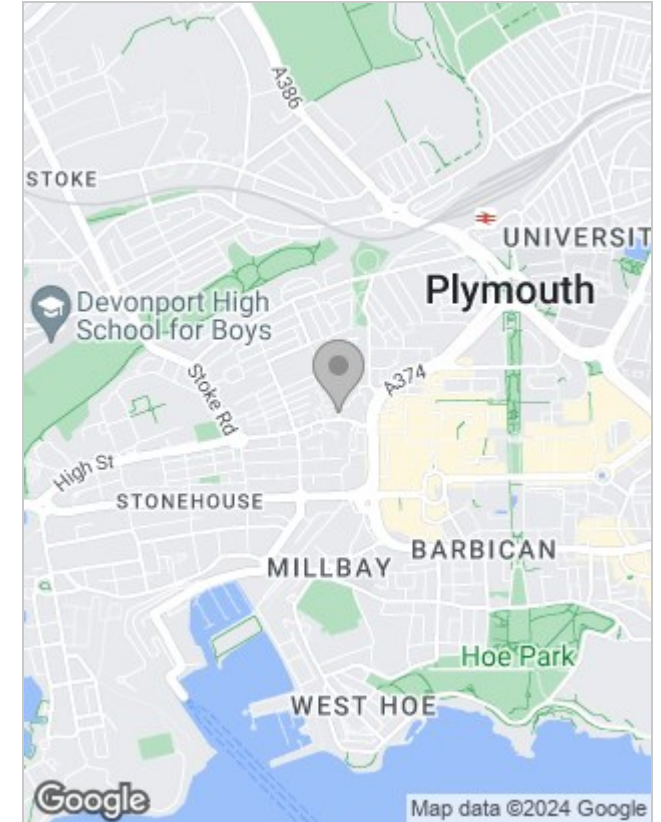 A386
STOKE
UNIVERSIT
Plymouth
Devonport High
School for Boys
A374
Stoke Rd
High St
STONEHOUSE
BARBICAN
MILLBAY
Hoe Park
WEST HOE
Google
Map data ©2024 Google